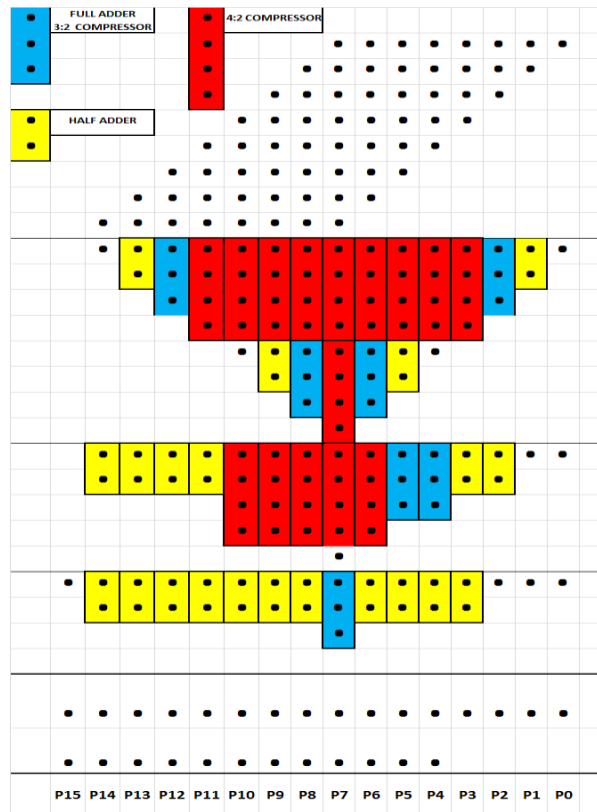 FULL ADDER
3:2 COMPRESSOR
4:2 COMPRESSOR
HALF ADDER
P15 P14 P13 P12 P11 P10 P9 P8 P7 P6 P5 P4 P3 P2 P1 P0